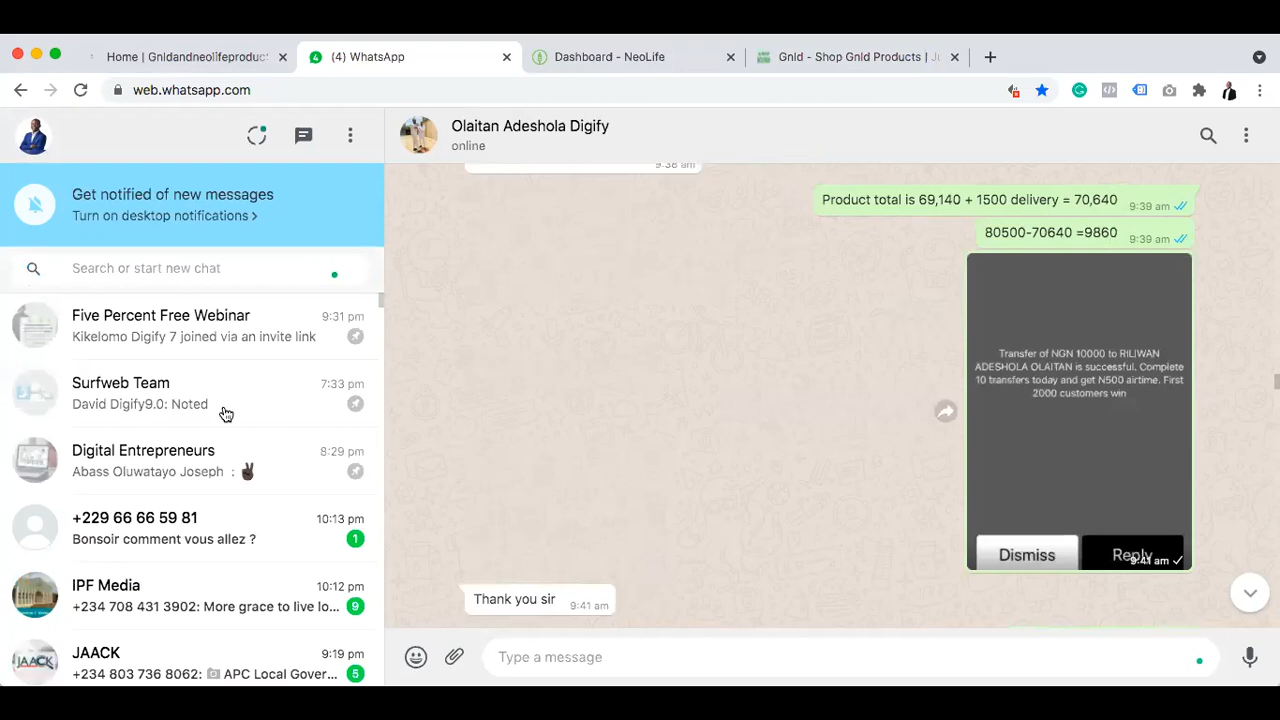 Home | Gnldandneolifeproduct
(4) WhatsApp
Dashboard - NeoLife
Gnld - Shop Gnld Products | Ju
web.whatsapp.com
Olaitan Adeshola Digify
online
Get notified of new messages
Turn on desktop notifications >
Search or start new chat
Five Percent Free Webinar
9:31 pm
Kikelomo Digify 7 joined via an invite link
Surfweb Team
7:33 pm
David Digify9.0: Noted
Digital Entrepreneurs
8:29 pm
Abass Oluwatayo Joseph : ✌🏿
+229 66 66 59 81
10:13 pm
Bonsoir comment vous allez ?
1
IPF Media
10:12 pm
+234 708 431 3902: More grace to live lo...
9
JAACK
9:19 pm
+234 803 736 8062: 📷 APC Local Gover...
5
9:38 am
Product total is 69,140 + 1500 delivery = 70,640
9:39 am
80500-70640 =9860
9:39 am
Transfer of NGN 10000 to RILIWAN
ADESHOLA OLAITAN is successful. Complete
10 transfers today and get N500 airtime. First
2000 customers win
Dismiss
Reply
9:41 am
Thank you sir
9:41 am
Type a message